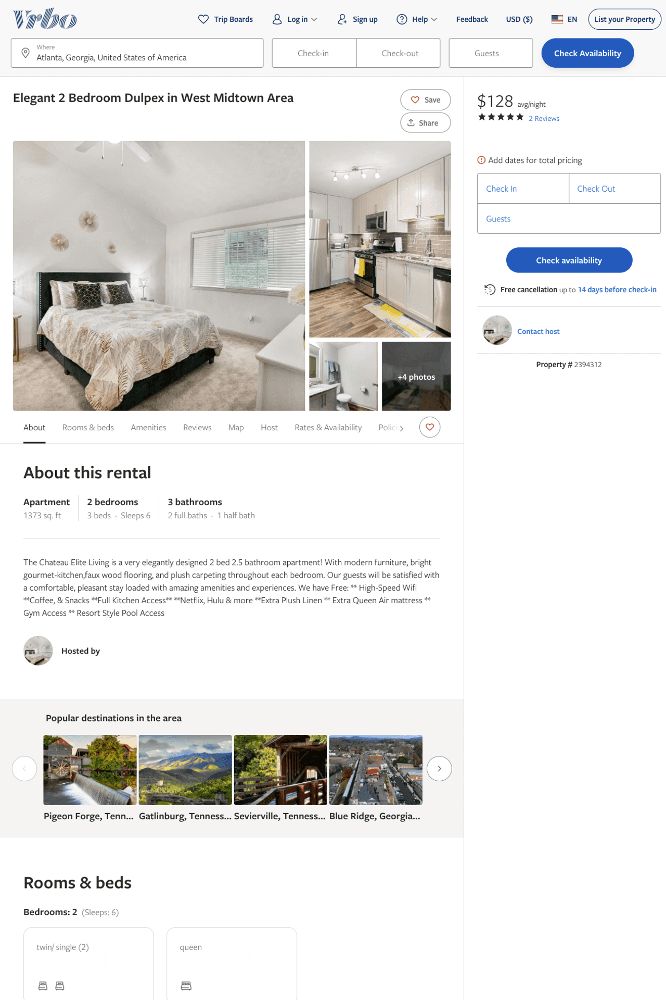 Vrbo
Trip Boards
Log in
Sign up
Help
Feedback
USD ($)
EN
List your Property
Where
Atlanta, Georgia, United States of America
Check-in
Check-out
Guests
Check Availability
Elegant 2 Bedroom Dulpex in West Midtown Area
Save
Share
$128 avg/night
2 Reviews
Add dates for total pricing
Check In
Check Out
Guests
Check availability
Free cancellation up to 14 days before check-in
Contact host
Property # 2394312
+4 photos
About
Rooms & beds
Amenities
Reviews
Map
Host
Rates & Availability
Polici
About this rental
Apartment
1373 sq. ft
2 bedrooms
3 beds · Sleeps 6
3 bathrooms
2 full baths · 1 half bath
The Chateau Elite Living is a very elegantly designed 2 bed 2.5 bathroom apartment! With modern furniture, bright
gourmet-kitchen,faux wood flooring, and plush carpeting throughout each bedroom. Our guests will be satisfied with
a comfortable, pleasant stay loaded with amazing amenities and experiences. We have Free: ** High-Speed Wifi
**Coffee, & Snacks **Full Kitchen Access** **Netflix, Hulu & more **Extra Plush Linen ** Extra Queen Air mattress **
Gym Access ** Resort Style Pool Access
Hosted by
Popular destinations in the area
Pigeon Forge, Tenn...
Gatlinburg, Tenness...
Sevierville, Tenness...
Blue Ridge, Georgia...
Rooms & beds
Bedrooms: 2 (Sleeps: 6)
twin/ single (2)
queen